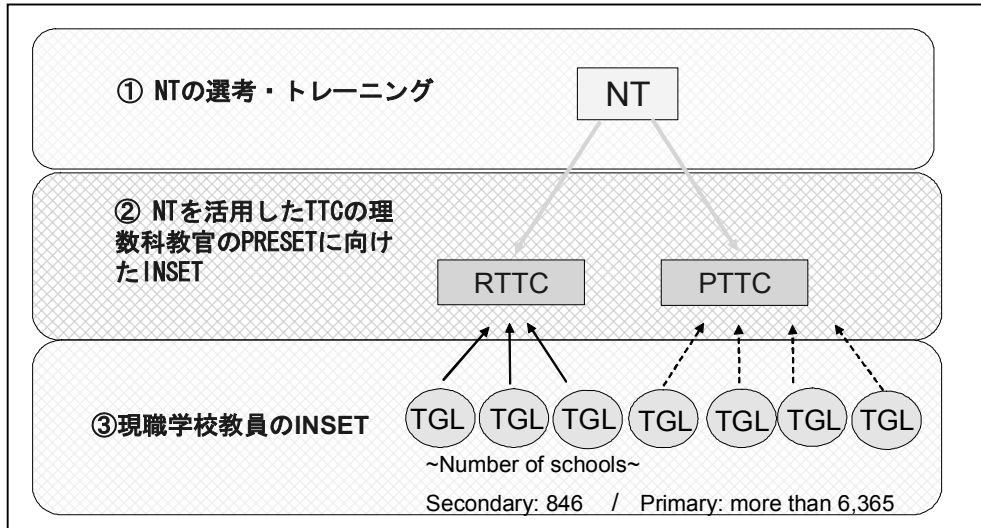 ① NTの選考・トレーニング
NT
② NTを活用したTTCの理
数科教官のPRESETに向け
たINSET
RTTC
PTTC
③現職学校教員のINSET
TGL TGL TGL TGL TGL TGL TGL
~Number of schools~
Secondary: 846 / Primary: more than 6,365